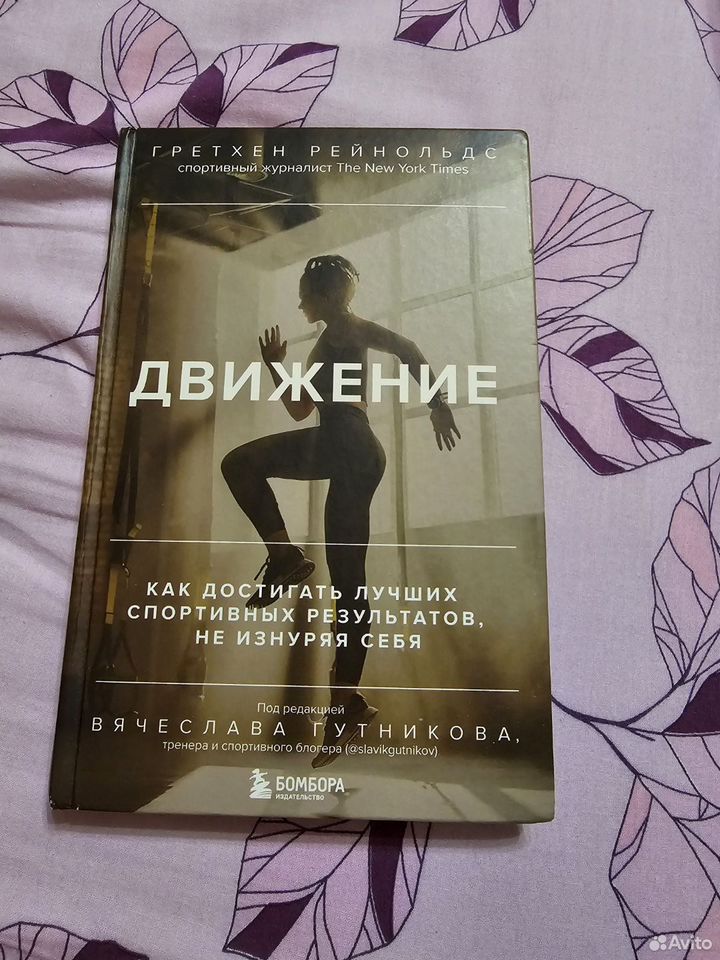 ГРЕТХЕН РЕЙНОЛЬДС
спортивный журналист The New York Times
ДВИЖЕНИЕ
КАК ДОСТИГАТЬ ЛУЧШИХ
СПОРТИВНЫХ РЕЗУЛЬТАТОВ,
НЕ ИЗНУРЯЯ СЕБЯ
Под редакцией
ВЯЧЕСЛАВА ГУТНИКОВА,
тренера и спортивного блогера (@slavikgutnikov)
БОМБОРА
ИЗДАТЕЛЬСТВО
Avito